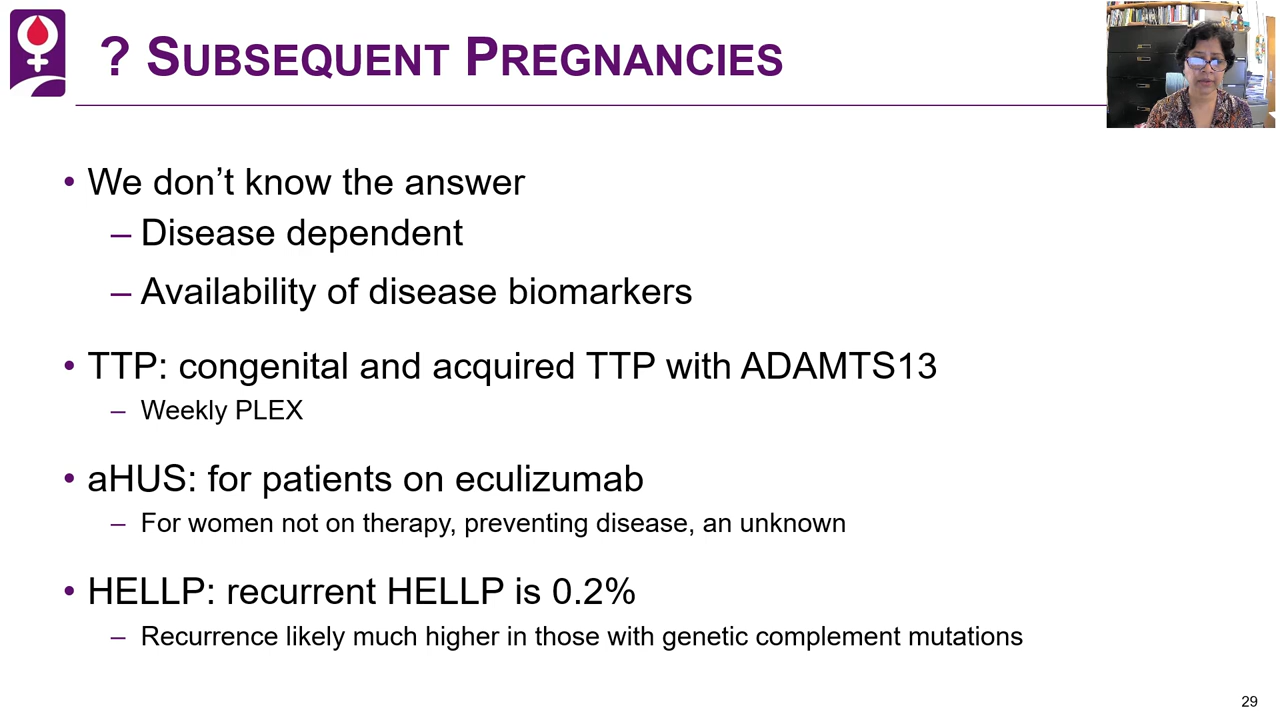 ? SUBSEQUENT PREGNANCIES
• We don’t know the answer
– Disease dependent
– Availability of disease biomarkers
• TTP: congenital and acquired TTP with ADAMTS13
– Weekly PLEX
• aHUS: for patients on eculizumab
– For women not on therapy, preventing disease, an unknown
• HELLP: recurrent HELLP is 0.2%
– Recurrence likely much higher in those with genetic complement mutations
29